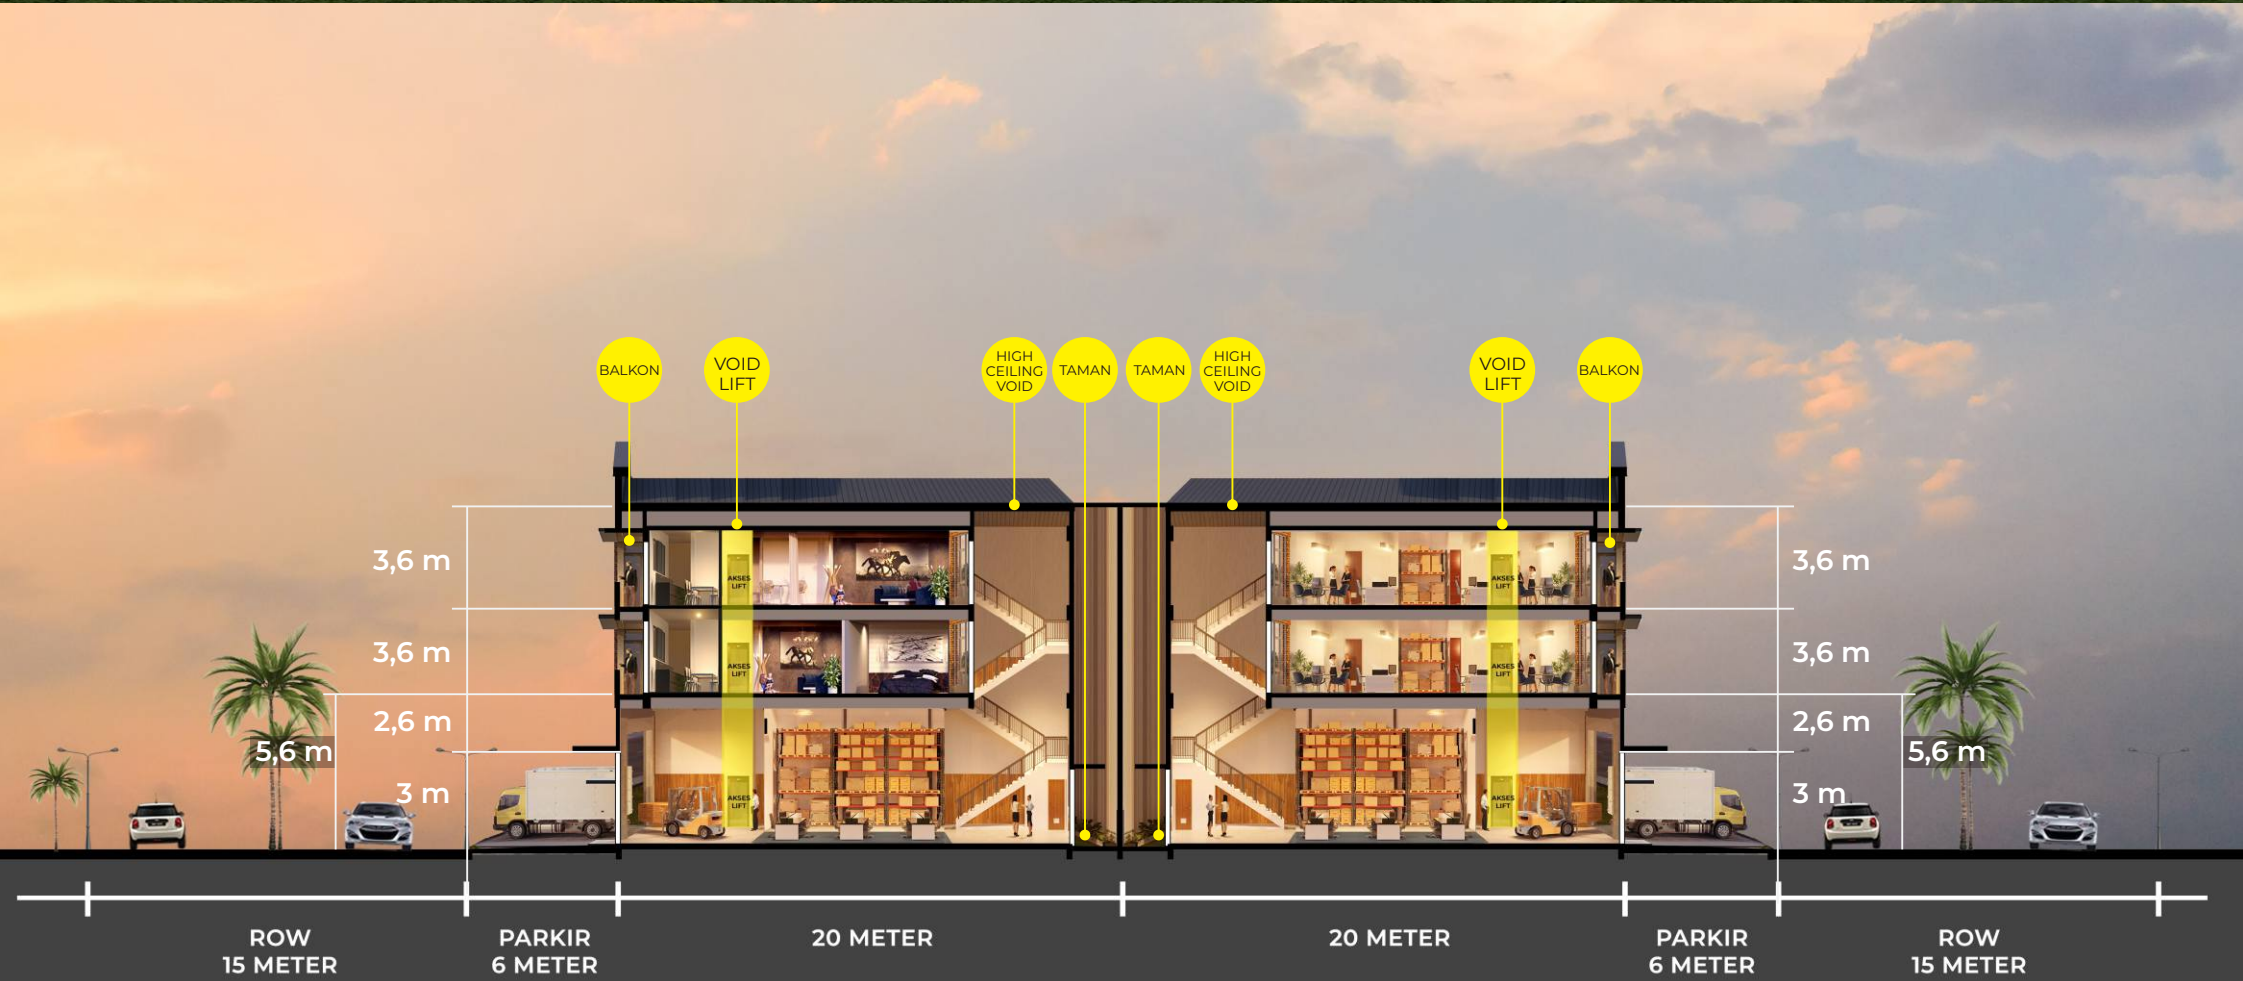 BALKON
VOID
LIFT
HIGH
CEILING
VOID
TAMAN
TAMAN
HIGH
CEILING
VOID
VOID
LIFT
BALKON
3,6 m
3,6 m
2,6 m
5,6 m
3 m
AKSES
LIFT
AKSES
LIFT
AKSES
LIFT
AKSES
LIFT
AKSES
LIFT
AKSES
LIFT
3,6 m
3,6 m
2,6 m
5,6 m
3 m
ROW
15 METER
PARKIR
6 METER
20 METER
20 METER
PARKIR
6 METER
ROW
15 METER